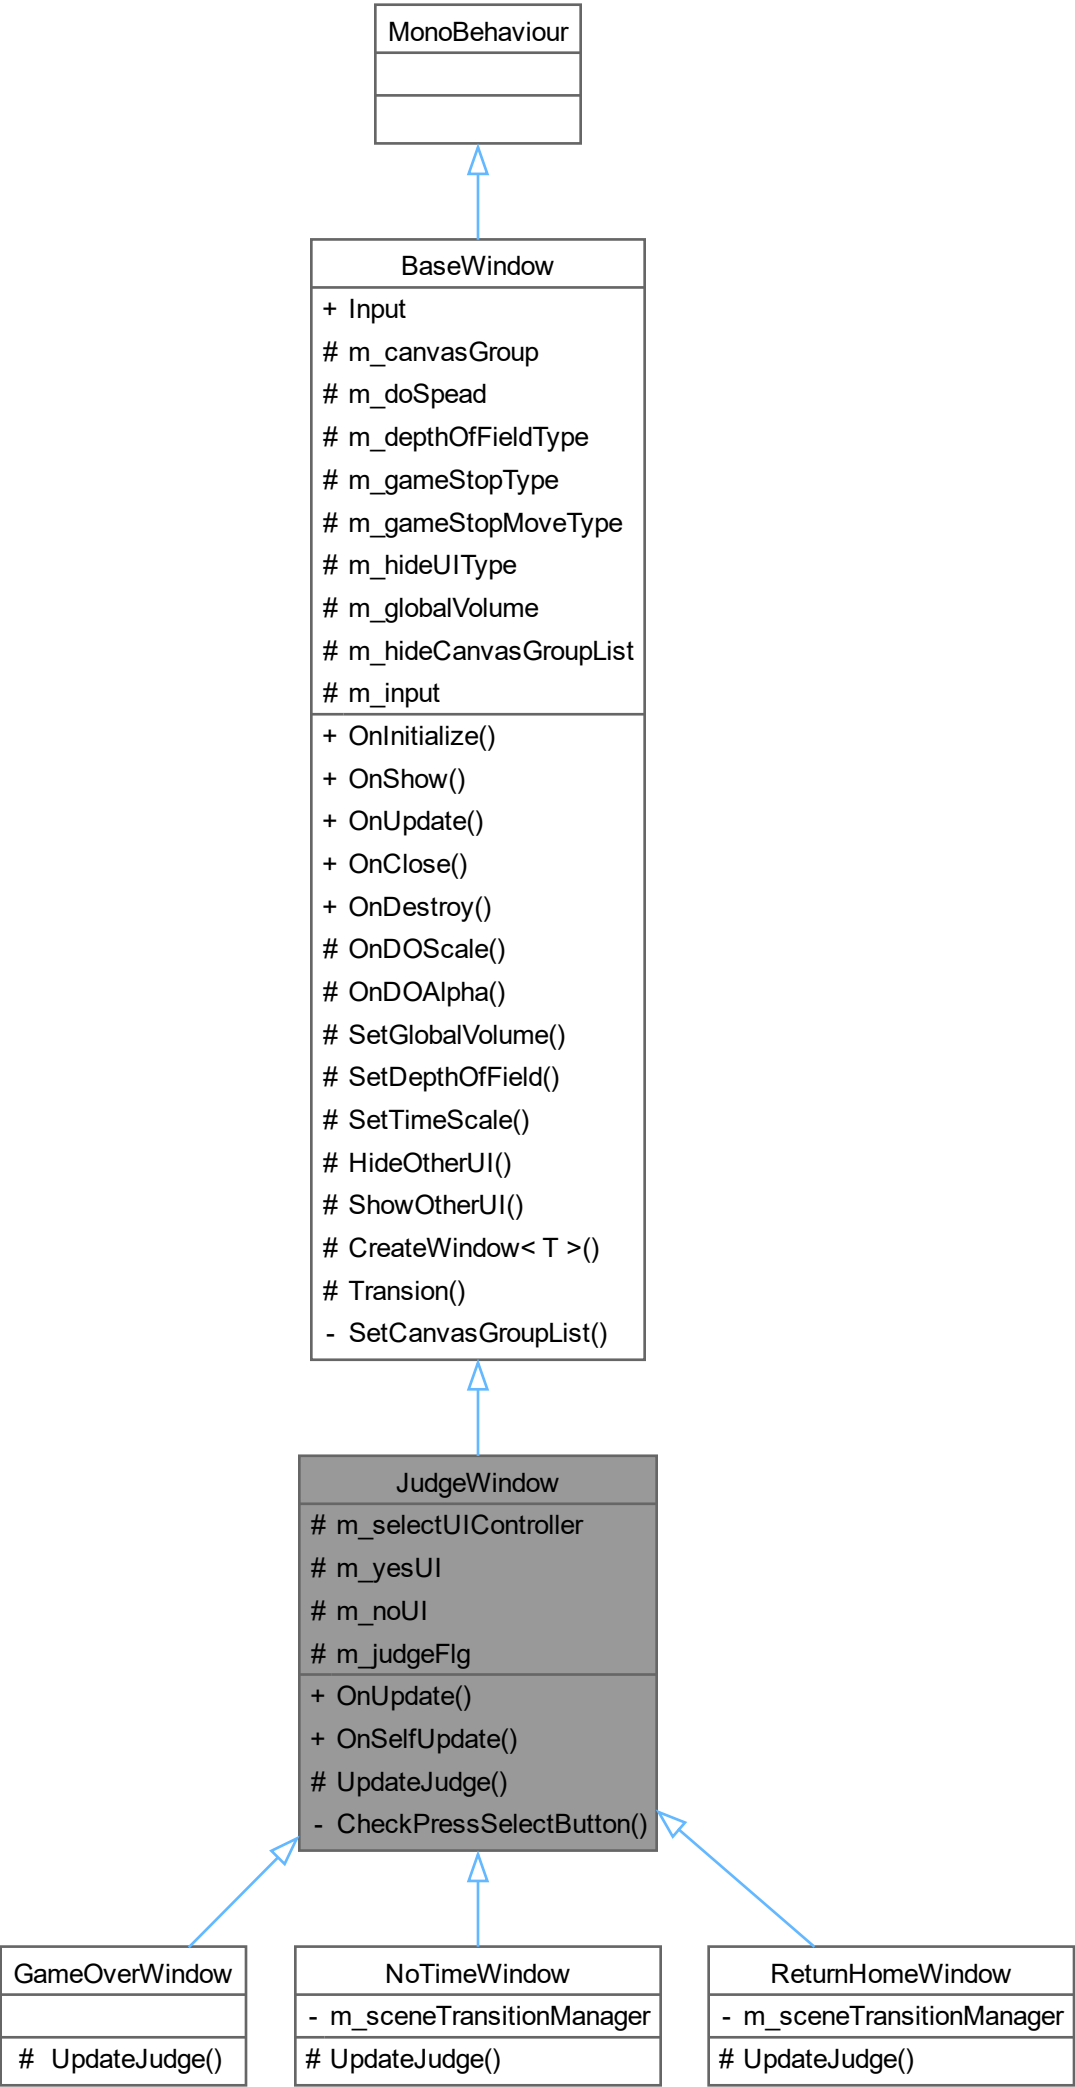 MonoBehaviour
BaseWindow
+ Input
# m_canvasGroup
# m_doSpead
# m_depthOfFieldType
# m_gameStopType
# m_gameStopMoveType
# m_hideUIType
# m_globalVolume
# m_hideCanvasGroupList
# m_input
+ OnInitialize()
+ OnShow()
+ OnUpdate()
+ OnClose()
+ OnDestroy()
# OnDOScale()
# OnDOAlpha()
# SetGlobalVolume()
# SetDepthOfField()
# SetTimeScale()
# HideOtherUI()
# ShowOtherUI()
# CreateWindow< T >()
# Transion()
- SetCanvasGroupList()
JudgeWindow
# m_selectUIController
# m_yesUI
# m_noUI
# m_judgeFlg
+ OnUpdate()
+ OnSelfUpdate()
# UpdateJudge()
- CheckPressSelectButton()
GameOverWindow
# UpdateJudge()
NoTimeWindow
- m_sceneTransitionManager
# UpdateJudge()
ReturnHomeWindow
- m_sceneTransitionManager
# UpdateJudge()